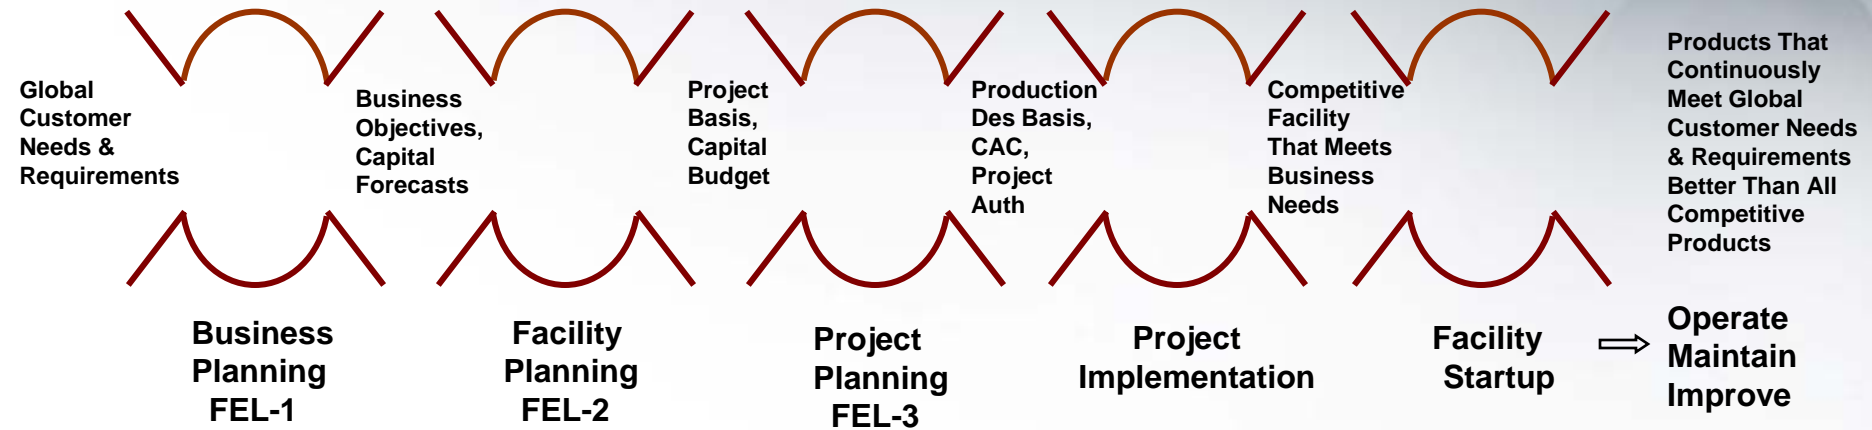 Global
Customer
Needs &
Requirements
Business
Objectives,
Capital
Forecasts
Project
Basis,
Capital
Budget
Production
Des Basis,
CAC,
Project
Auth
Competitive
Facility
That Meets
Business
Needs
Products That
Continuously
Meet Global
Customer Needs
& Requirements
Better Than All
Competitive
Products
Business
Planning
FEL-1
Facility
Planning
FEL-2
Project
Planning
FEL-3
Project
Implementation
Facility
Startup
Operate
Maintain
Improve